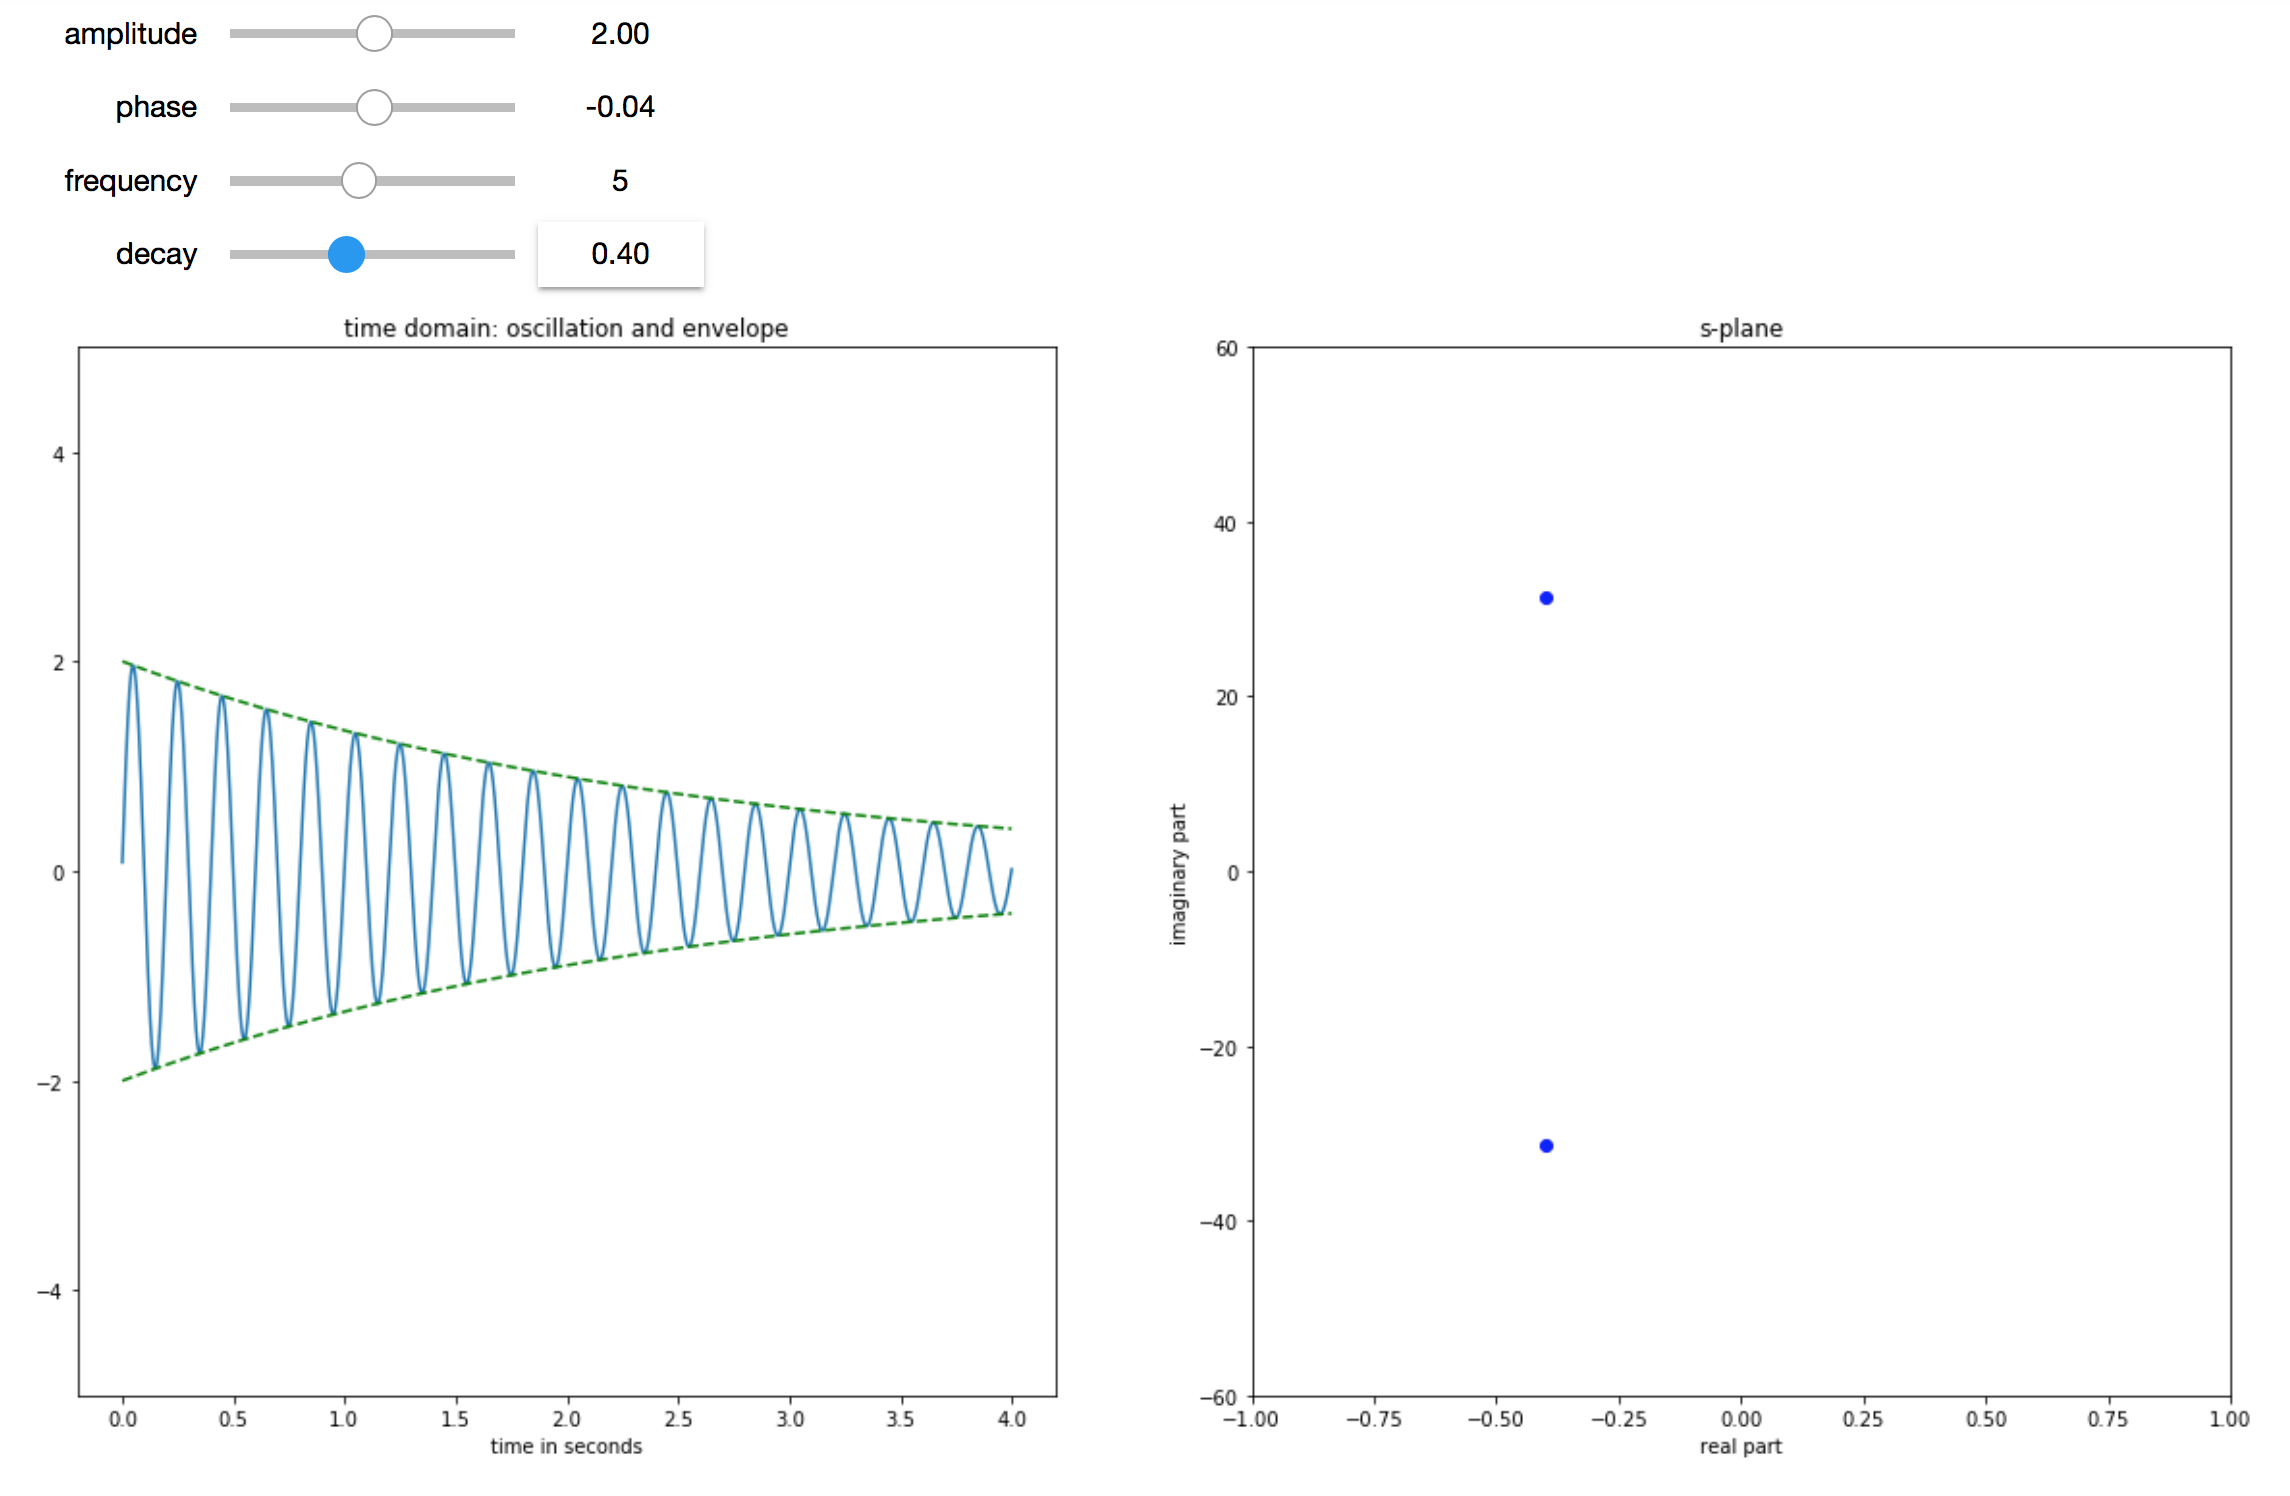 amplitude 2.00
phase -0.04
frequency 5
decay 0.40
time domain: oscillation and envelope
4
2
0
−2
−4
0.0 0.5 1.0 1.5 2.0 2.5 3.0 3.5 4.0
time in seconds
s-plane
60
40
20
0
−20
−40
−60
imaginary part
−1.00 −0.75 −0.50 −0.25 0.00 0.25 0.50 0.75 1.00
real part